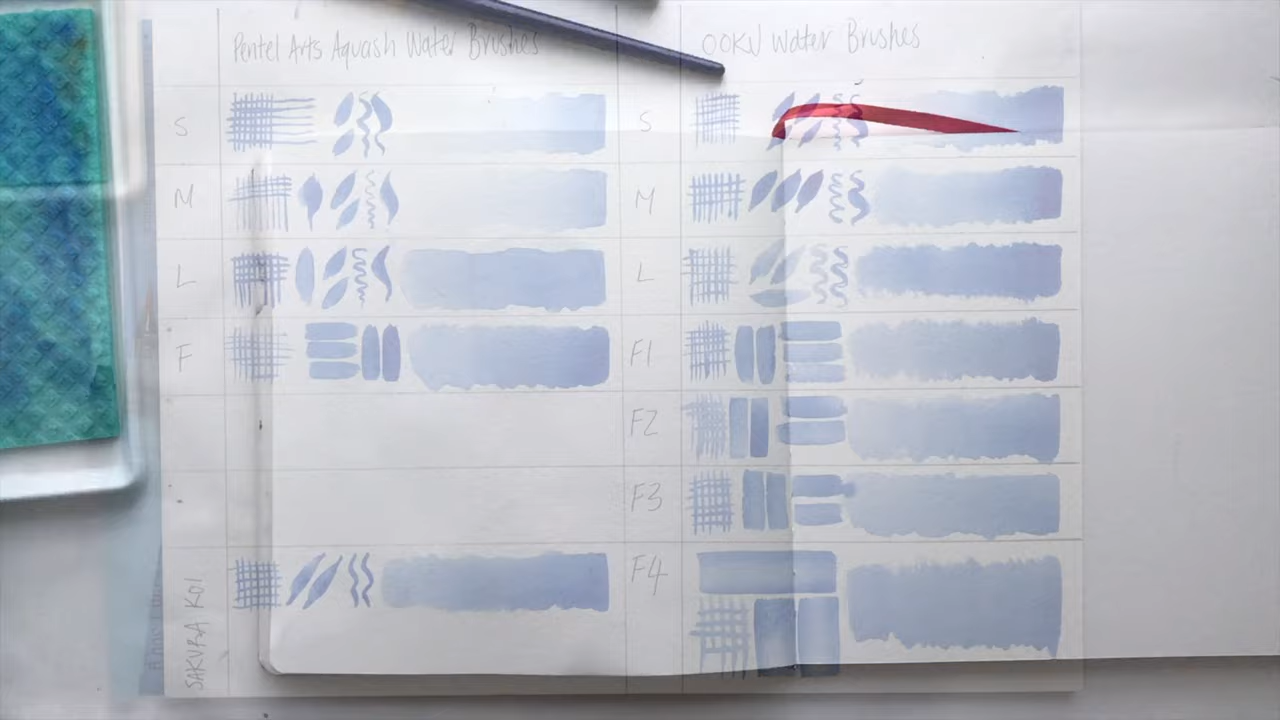 Pentel Arts Aquash Water Brushes
OOKU Water Brushes
S
S
M
M
L
L
F
F1
F2
F3
SAKURA KOI
F4